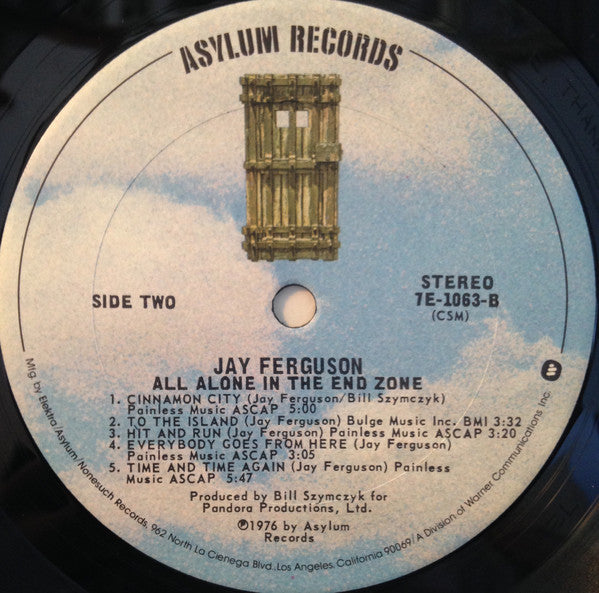 ASYLUM RECORDS
SIDE TWO
STEREO
7E-1063-B
(CSM)
JAY FERGUSON
ALL ALONE IN THE END ZONE
1. CINNAMON CITY (Jay Ferguson/Bill Szymczyk)
Painless Music ASCAP 5:00
2. TO THE ISLAND (Jay Ferguson) Bulge Music Inc. BMI 3:32
3. HIT AND RUN (Jay Ferguson) Painless Music ASCAP 3:20
4. EVERYBODY GOES FROM HERE (Jay Ferguson)
Painless Music ASCAP 3:05
5. TIME AND TIME AGAIN (Jay Ferguson) Painless
Music ASCAP 5:47
Produced by Bill Szymczyk for
Pandora Productions, Ltd.
℗1976 by Asylum
Records
Mfg. by Elektra/Asylum/Nonesuch Records, 962 North La Cienega Blvd., Los Angeles, California 90069/A Division of Warner Communications Inc.